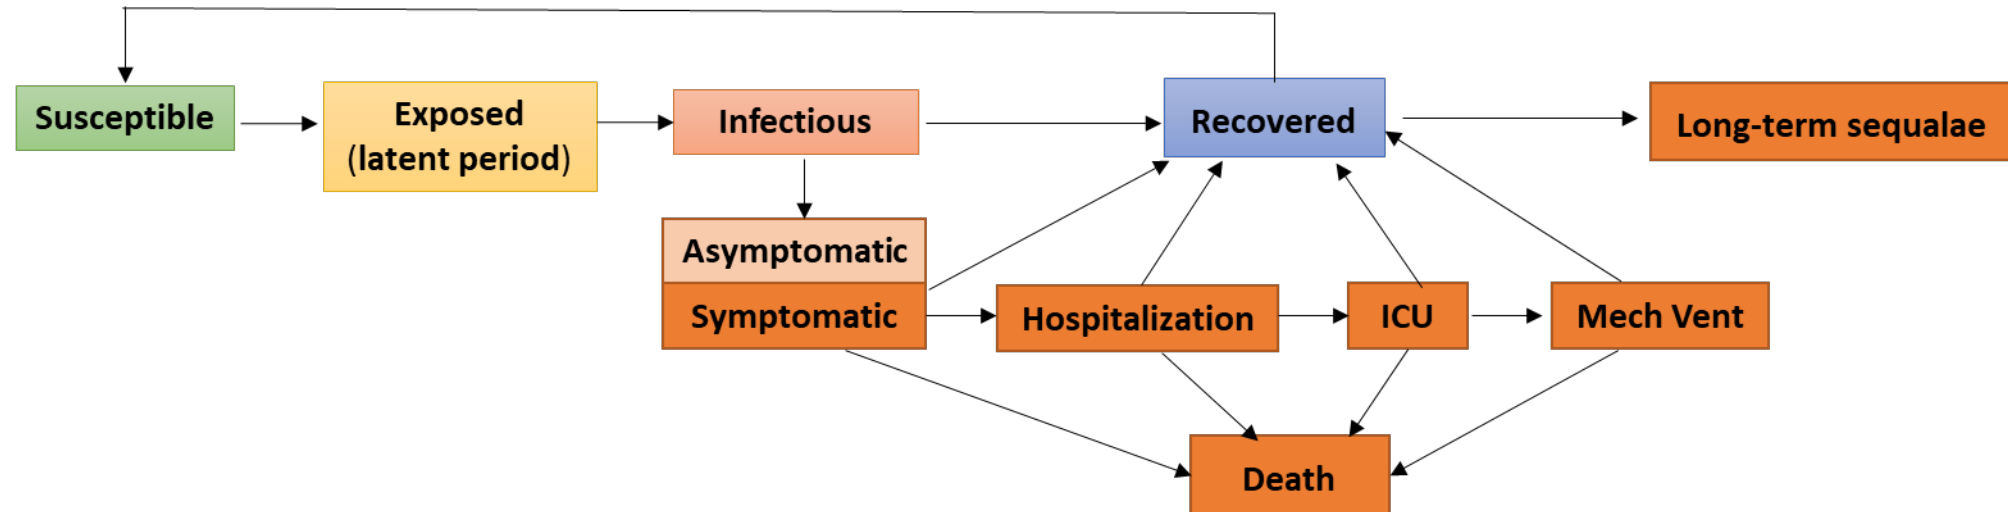 Susceptible
Exposed
(latent period)
Infectious
Recovered
Long-term sequalae
Asymptomatic
Symptomatic
Hospitalization
ICU
Mech Vent
Death